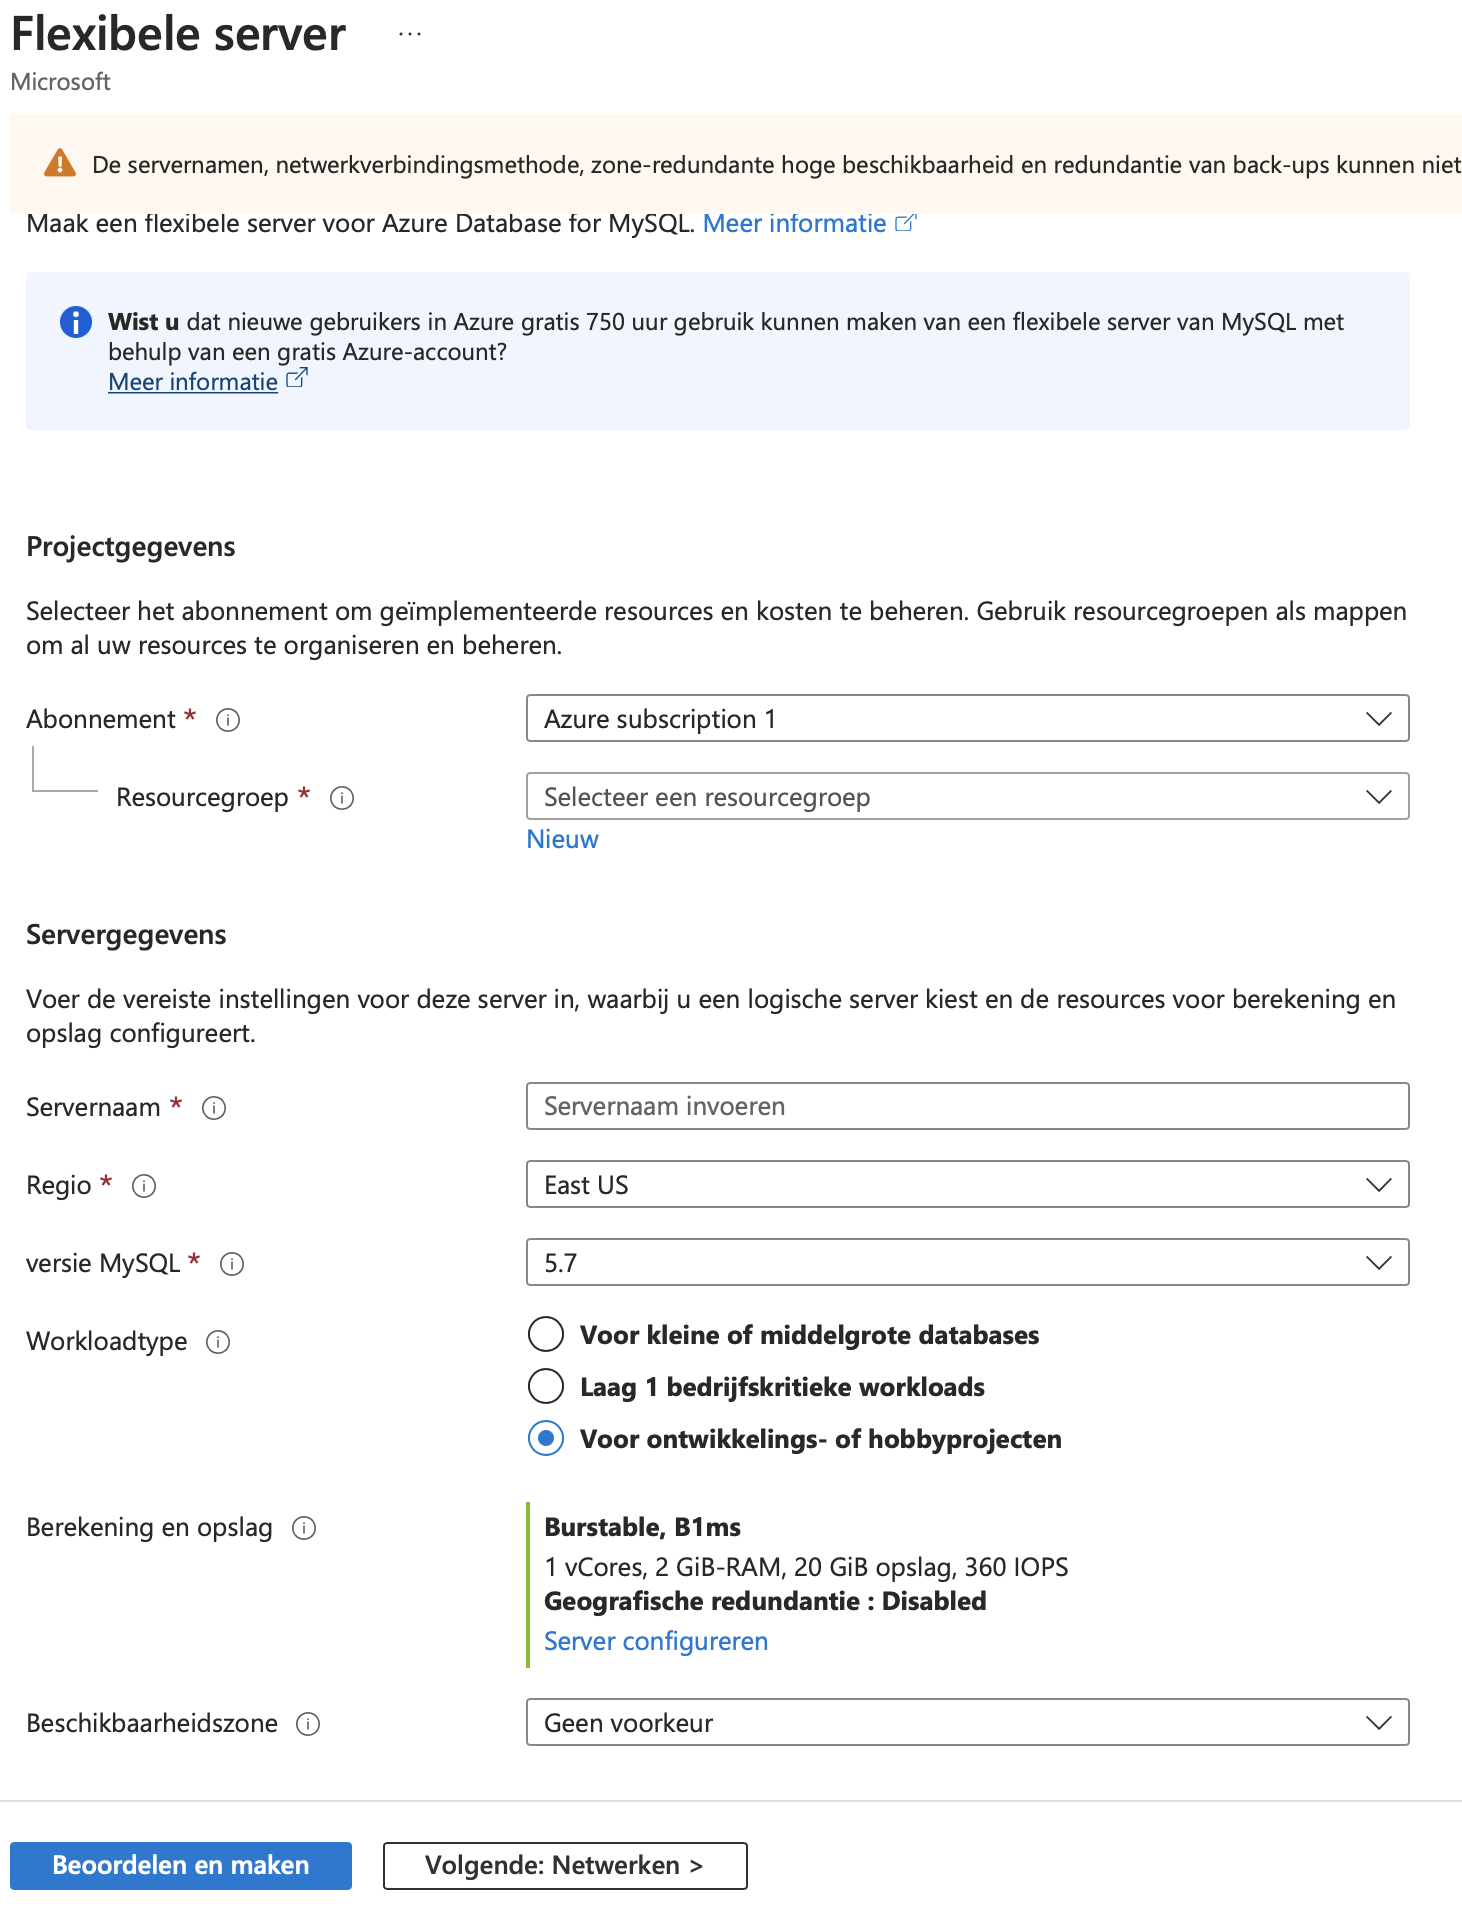 Flexibele server ...
Microsoft
De servernamen, netwerkverbindingsmethode, zone-redundante hoge beschikbaarheid en redundantie van back-ups kunnen niet
Maak een flexibele server voor Azure Database for MySQL. Meer informatie
Wist u dat nieuwe gebruikers in Azure gratis 750 uur gebruik kunnen maken van een flexibele server van MySQL met
behulp van een gratis Azure-account?
Meer informatie
Projectgegevens
Selecteer het abonnement om geïmplementeerde resources en kosten te beheren. Gebruik resourcegroepen als mappen
om al uw resources te organiseren en beheren.
Abonnement * Azure subscription 1
Resourcegroep * Selecteer een resourcegroep
Nieuw
Servergegevens
Voer de vereiste instellingen voor deze server in, waarbij u een logische server kiest en de resources voor berekening en
opslag configureert.
Servernaam * Servernaam invoeren
Regio * East US
versie MySQL * 5.7
Workloadtype Voor kleine of middelgrote databases
Laag 1 bedrijfskritieke workloads
Voor ontwikkelings- of hobbyprojecten
Berekening en opslag Burstable, B1ms
1 vCores, 2 GiB-RAM, 20 GiB opslag, 360 IOPS
Geografische redundantie : Disabled
Server configureren
Beschikbaarheidszone Geen voorkeur
Beoordelen en maken Volgende: Netwerken >